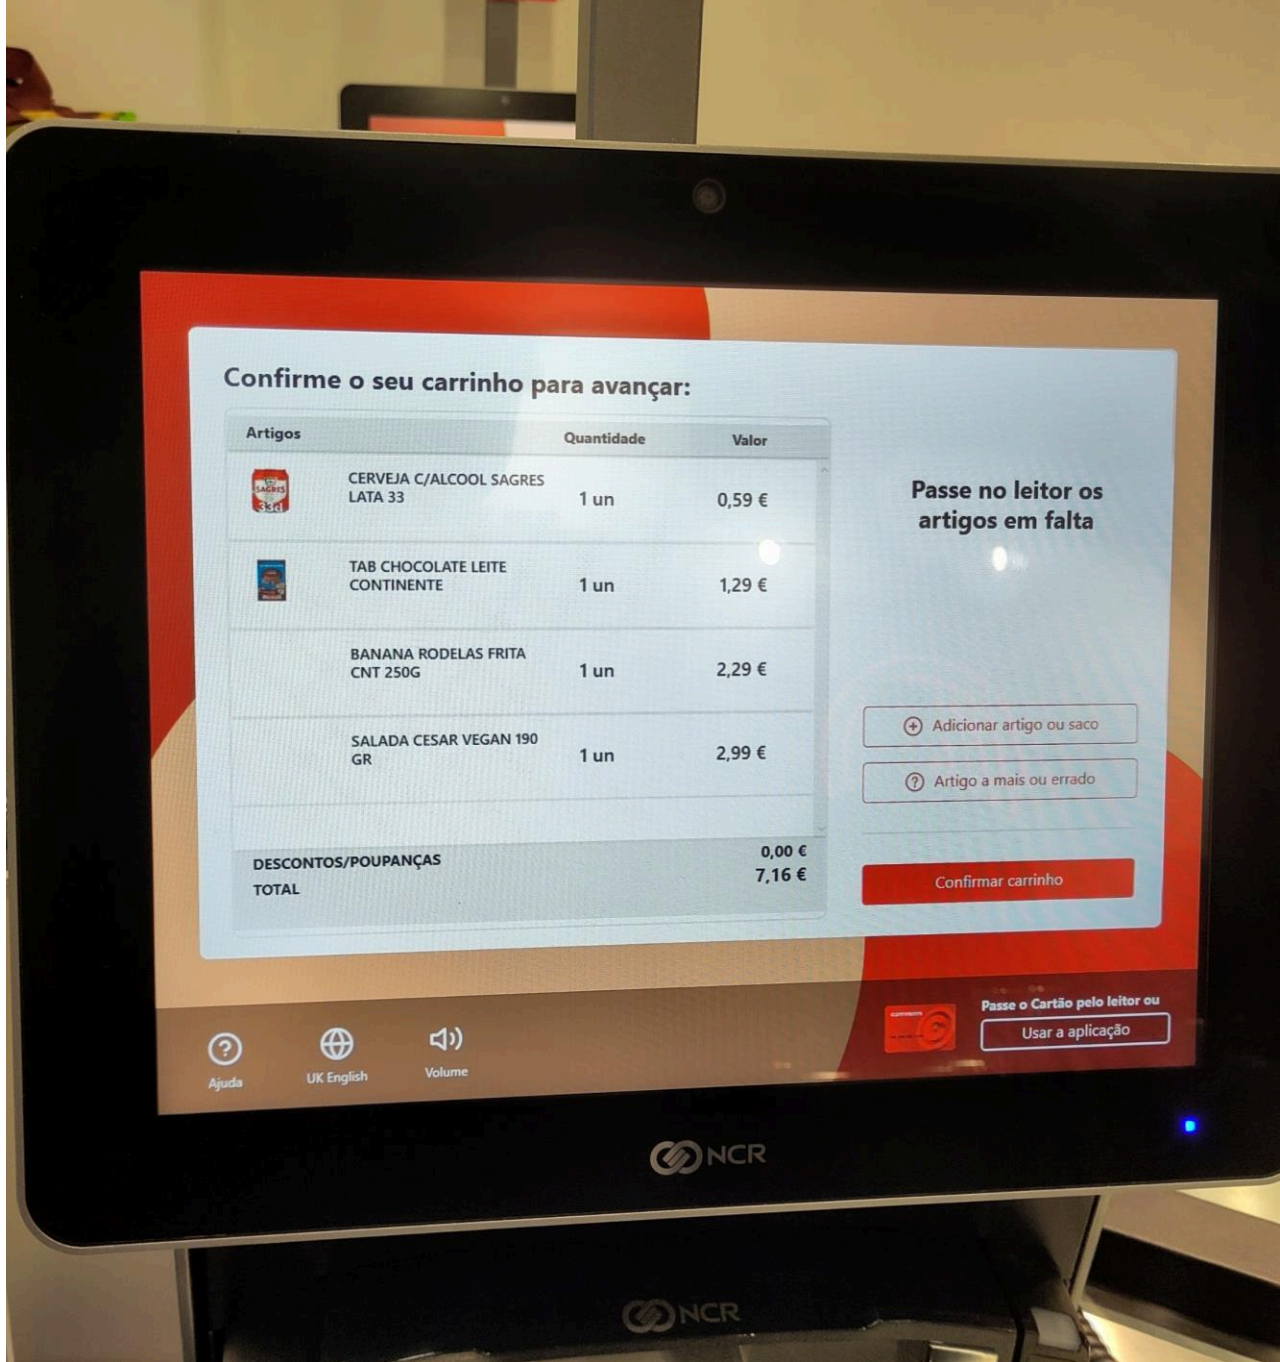 Confirme o seu carrinho para avançar:
Artigos Quantidade Valor
SAGRES
33cl
CERVEJA C/ALCOOL SAGRES
LATA 33
1 un 0,59 €
TAB CHOCOLATE LEITE
CONTINENTE
1 un 1,29 €
BANANA RODELAS FRITA
CNT 250G
1 un 2,29 €
SALADA CESAR VEGAN 190
GR
1 un 2,99 €
DESCONTOS/POUPANÇAS 0,00 €
TOTAL 7,16 €
Passe no leitor os
artigos em falta
Adicionar artigo ou saco
Artigo a mais ou errado
Confirmar carrinho
Passe o Cartão pelo leitor ou
Usar a aplicação
Ajuda
UK English
Volume
NCR
NCR